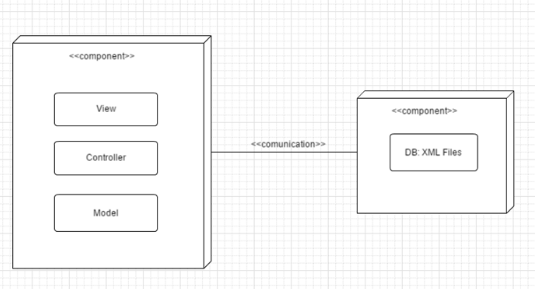 <<component>>
View
Controller
Model
<<comunication>>
<<component>>
DB: XML Files